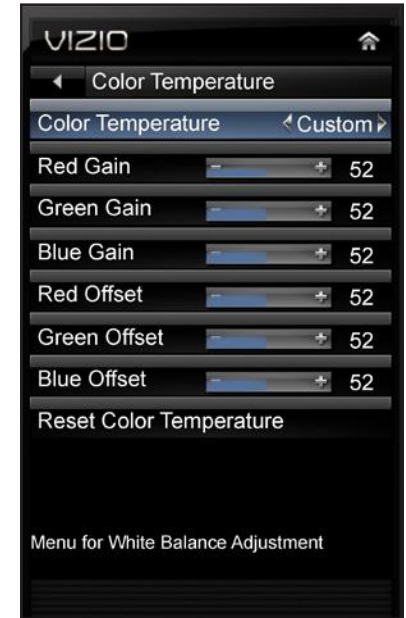 VIZIO
Color Temperature
Color Temperature Custom
Red Gain - + 52
Green Gain - + 52
Blue Gain - + 52
Red Offset - + 52
Green Offset - + 52
Blue Offset - + 52
Reset Color Temperature
Menu for White Balance Adjustment